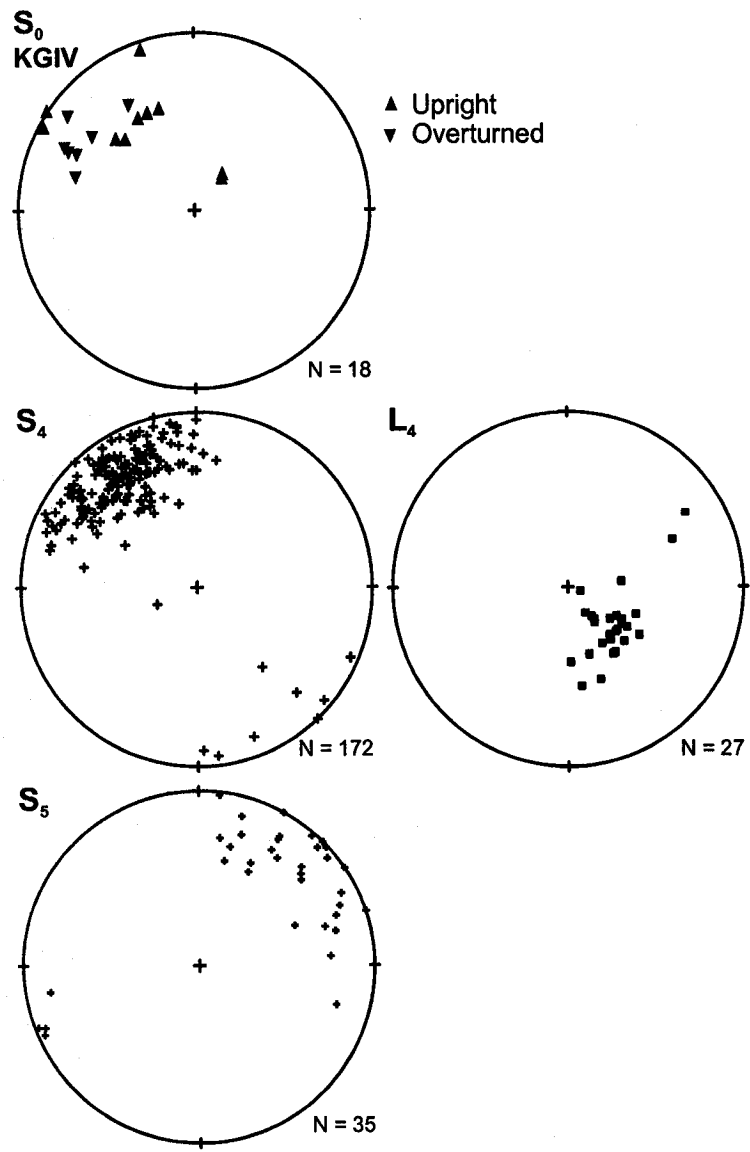 S₀
KGIV
▲ Upright
▼ Overturned
N = 18
S₄
N = 172
L₄
N = 27
S₅
N = 35